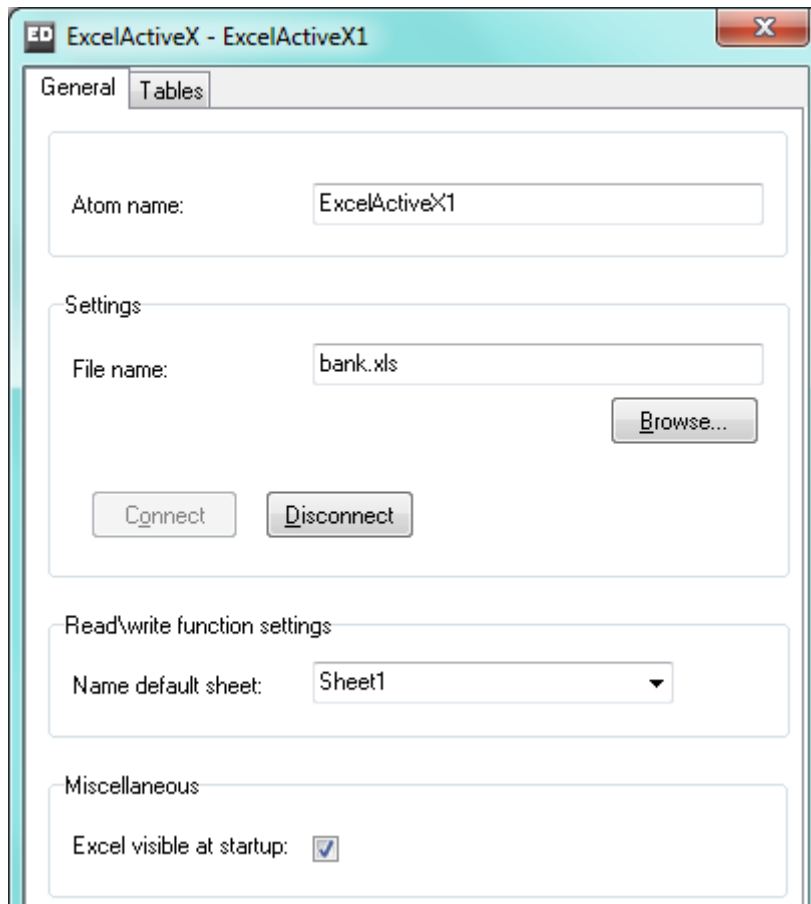 ED ExcelActiveX - ExcelActiveX1
General Tables
Atom name: ExcelActiveX1
Settings
File name: bank.xls
Browse...
Connect Disconnect
Read\write function settings
Name default sheet: Sheet1
Miscellaneous
Excel visible at startup: